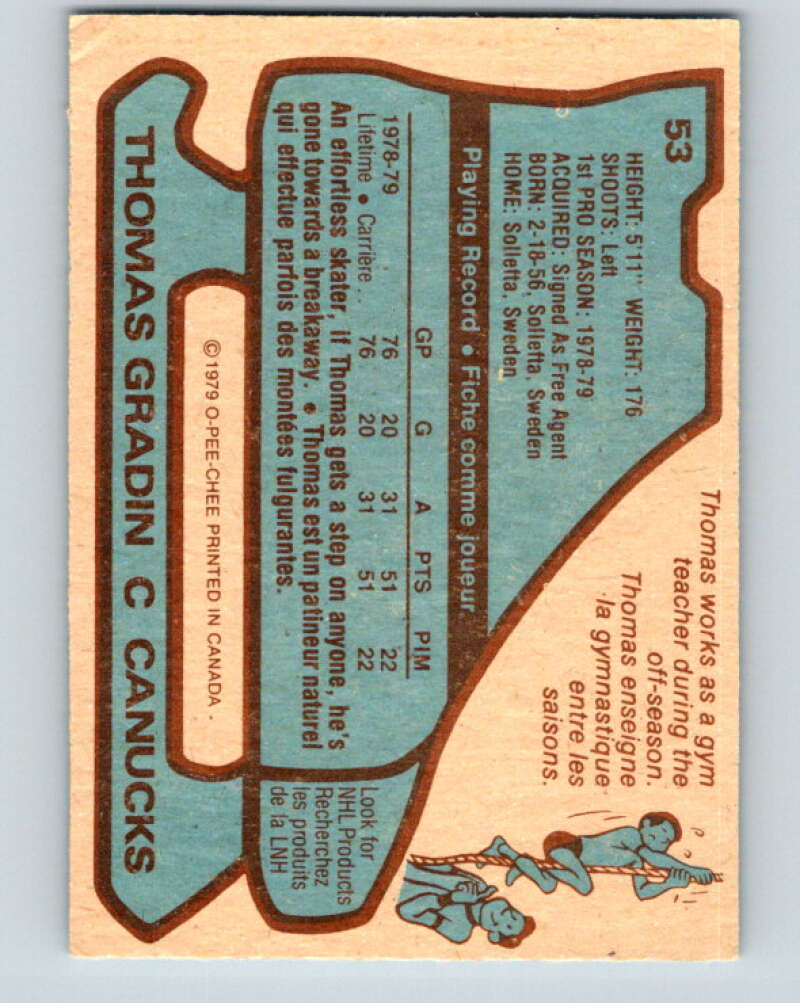 53
HEIGHT: 5'11" WEIGHT: 176
SHOOTS: Left
1st PRO SEASON: 1978-79
ACQUIRED: Signed As Free Agent
BORN: 2-18-56, Solletta, Sweden
HOME: Solletta, Sweden
Thomas works as a gym
teacher during the
off-season.
Thomas enseigne
la gymnastique
entre les
saisons.
Playing Record • Fiche comme joueur
GP G A PTS PIM
1978-79 76 20 31 51 22
Lifetime • Carrière .. 76 20 31 51 22
An effortless skater, if Thomas gets a step on anyone, he's
gone towards a breakaway. • Thomas est un patineur naturel
qui effectue parfois des montées fulgurantes.
Look for
NHL Products
Recherchez
les produits
de la LNH
©1979 O-PEE-CHEE PRINTED IN CANADA.
THOMAS GRADIN C CANUCKS